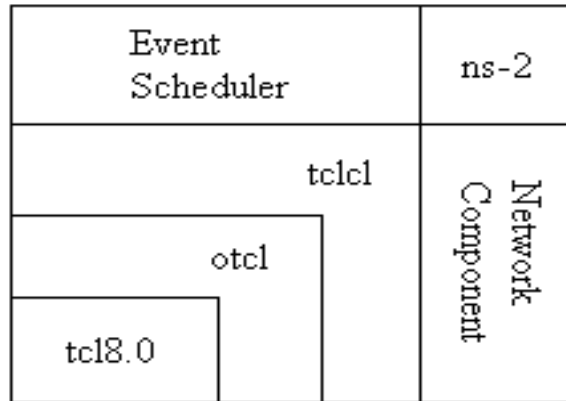 Event
Scheduler
ns-2
tclcl
Network
Component
otcl
tcl8.0